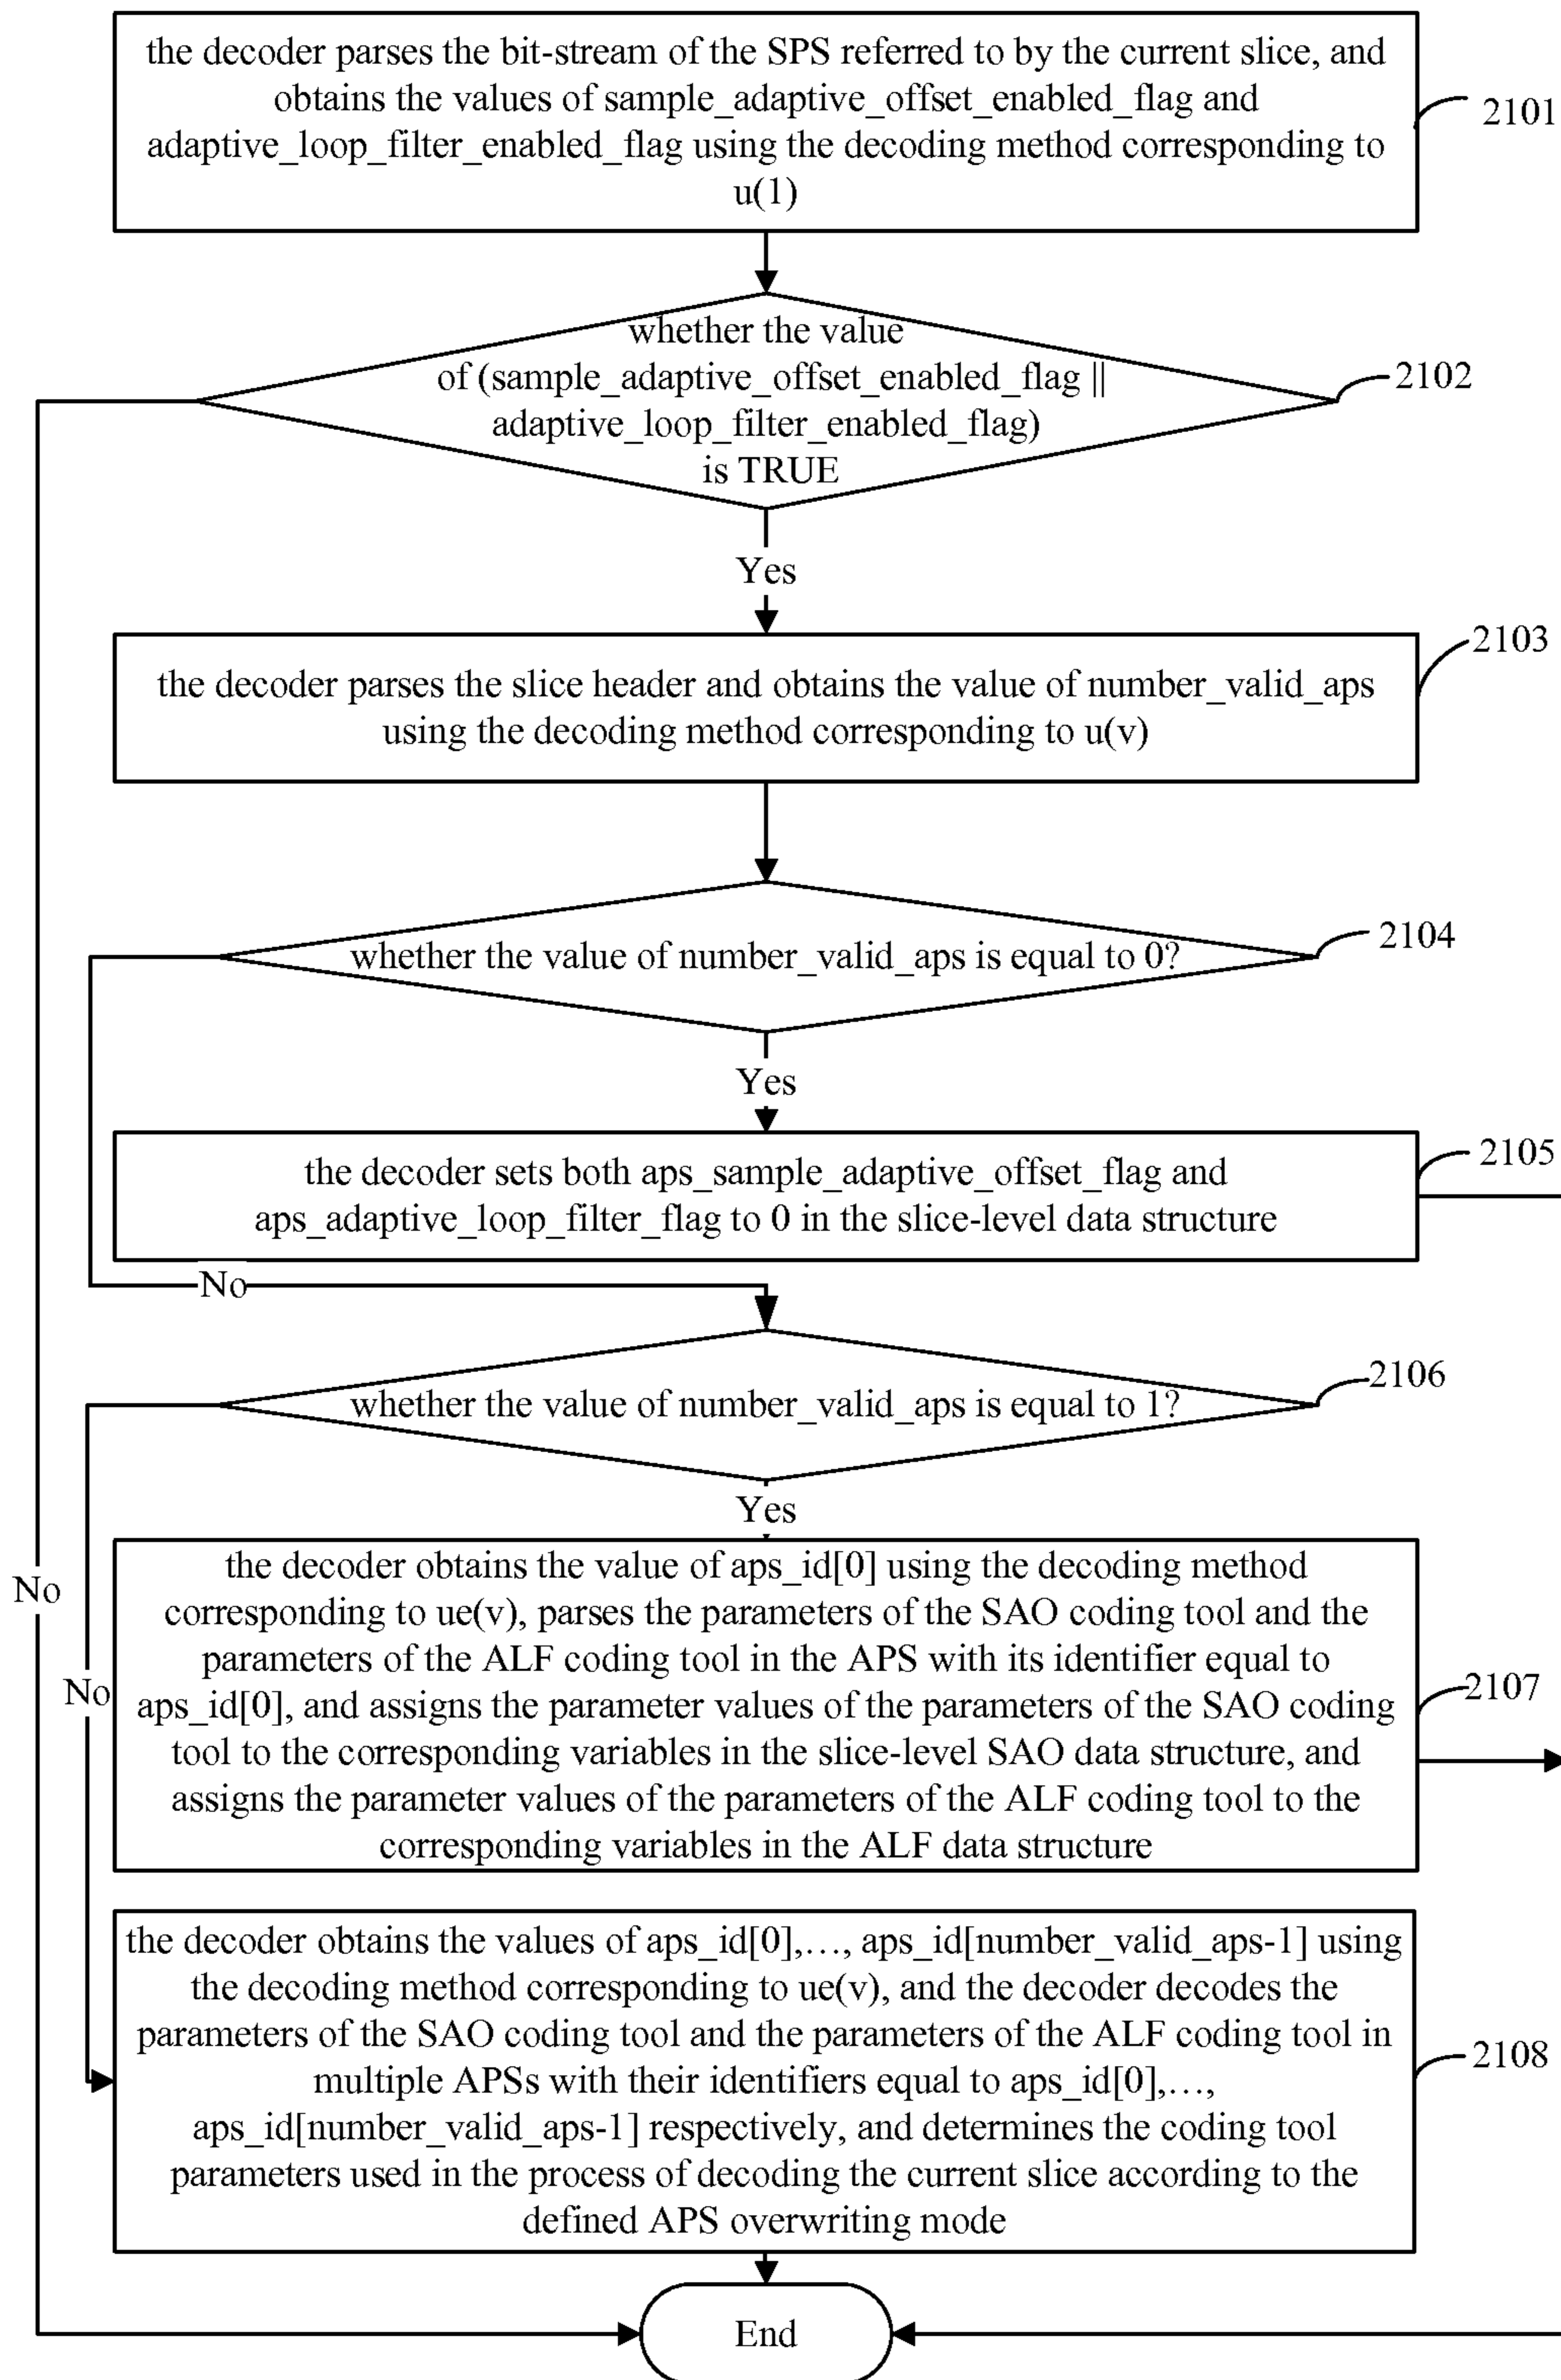 the decoder parses the bit-stream of the SPS referred to by the current slice, and
obtains the values of sample_adaptive_offset_enabled_flag and
adaptive_loop_filter_enabled_flag using the decoding method corresponding to
u(1)
2101
whether the value
of (sample_adaptive_offset_enabled_flag ||
adaptive_loop_filter_enabled_flag)
is TRUE
2102
Yes
the decoder parses the slice header and obtains the value of number_valid_aps
using the decoding method corresponding to u(v)
2103
whether the value of number_valid_aps is equal to 0?
2104
Yes
the decoder sets both aps_sample_adaptive_offset_flag and
aps_adaptive_loop_filter_flag to 0 in the slice-level data structure
2105
No
whether the value of number_valid_aps is equal to 1?
2106
Yes
the decoder obtains the value of aps_id[0] using the decoding method
corresponding to ue(v), parses the parameters of the SAO coding tool and the
parameters of the ALF coding tool in the APS with its identifier equal to
aps_id[0], and assigns the parameter values of the parameters of the SAO coding
tool to the corresponding variables in the slice-level SAO data structure, and
assigns the parameter values of the parameters of the ALF coding tool to the
corresponding variables in the ALF data structure
2107
No
No
the decoder obtains the values of aps_id[0],…, aps_id[number_valid_aps-1] using
the decoding method corresponding to ue(v), and the decoder decodes the
parameters of the SAO coding tool and the parameters of the ALF coding tool in
multiple APSs with their identifiers equal to aps_id[0],…,
aps_id[number_valid_aps-1] respectively, and determines the coding tool
parameters used in the process of decoding the current slice according to the
defined APS overwriting mode
2108
End